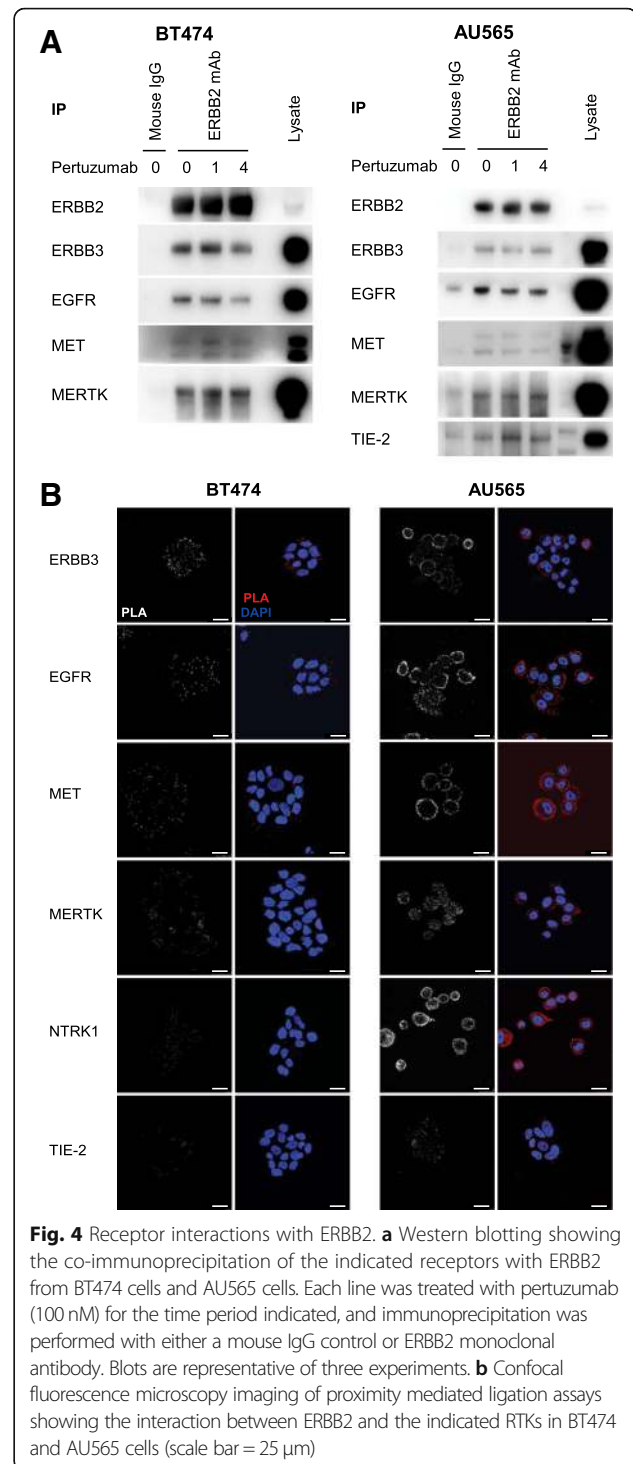 A
BT474
AU565
IP
Mouse IgG
ERBB2 mAb
Lysate
IP
Mouse IgG
ERBB2 mAb
Lysate
Pertuzumab 0 0 1 4
Pertuzumab 0 0 1 4
ERBB2
ERBB3
EGFR
MET
MERTK
ERBB2
ERBB3
EGFR
MET
MERTK
TIE-2
B
BT474
AU565
ERBB3
PLA
PLA
DAPI
EGFR
MET
MERTK
NTRK1
TIE-2
Fig. 4 Receptor interactions with ERBB2. a Western blotting showing
the co-immunoprecipitation of the indicated receptors with ERBB2
from BT474 cells and AU565 cells. Each line was treated with pertuzumab
(100 nM) for the time period indicated, and immunoprecipitation was
performed with either a mouse IgG control or ERBB2 monoclonal
antibody. Blots are representative of three experiments. b Confocal
fluorescence microscopy imaging of proximity mediated ligation assays
showing the interaction between ERBB2 and the indicated RTKs in BT474
and AU565 cells (scale bar = 25 μm)